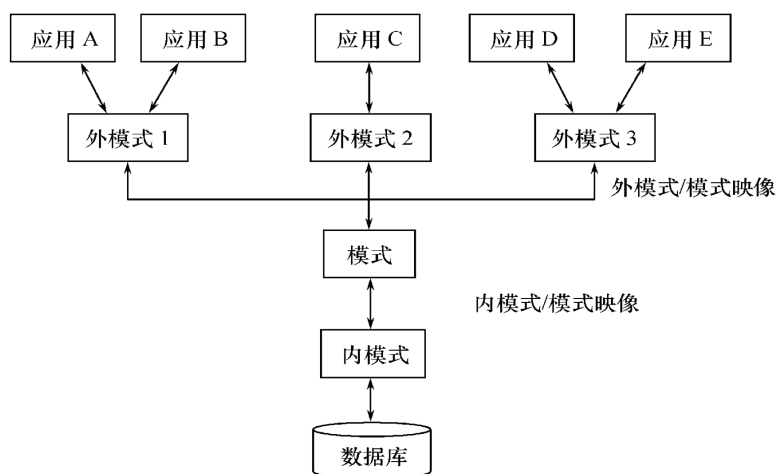 应用 A
应用 B
应用 C
应用 D
应用 E
外模式 1
外模式 2
外模式 3
外模式/模式映像
模式
内模式/模式映像
内模式
数据库